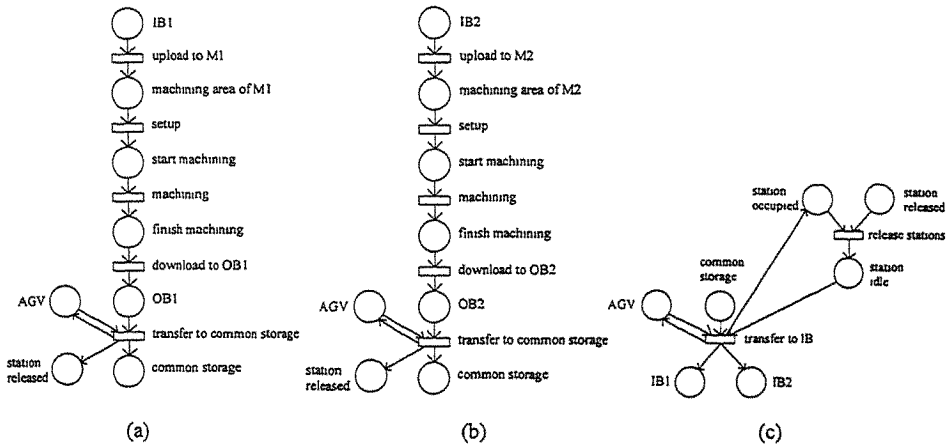 IB1
upload to M1
machining area of M1
setup
start machining
machining
finish machining
download to OB1
AGV
OB1
transfer to common storage
station
released
common storage
(a)
IB2
upload to M2
machining area of M2
setup
start machining
machining
finish machining
download to OB2
AGV
OB2
transfer to common storage
station
released
common storage
(b)
station
occupied
station
released
release stations
common
storage
station
idle
AGV
transfer to IB
IB1
IB2
(c)